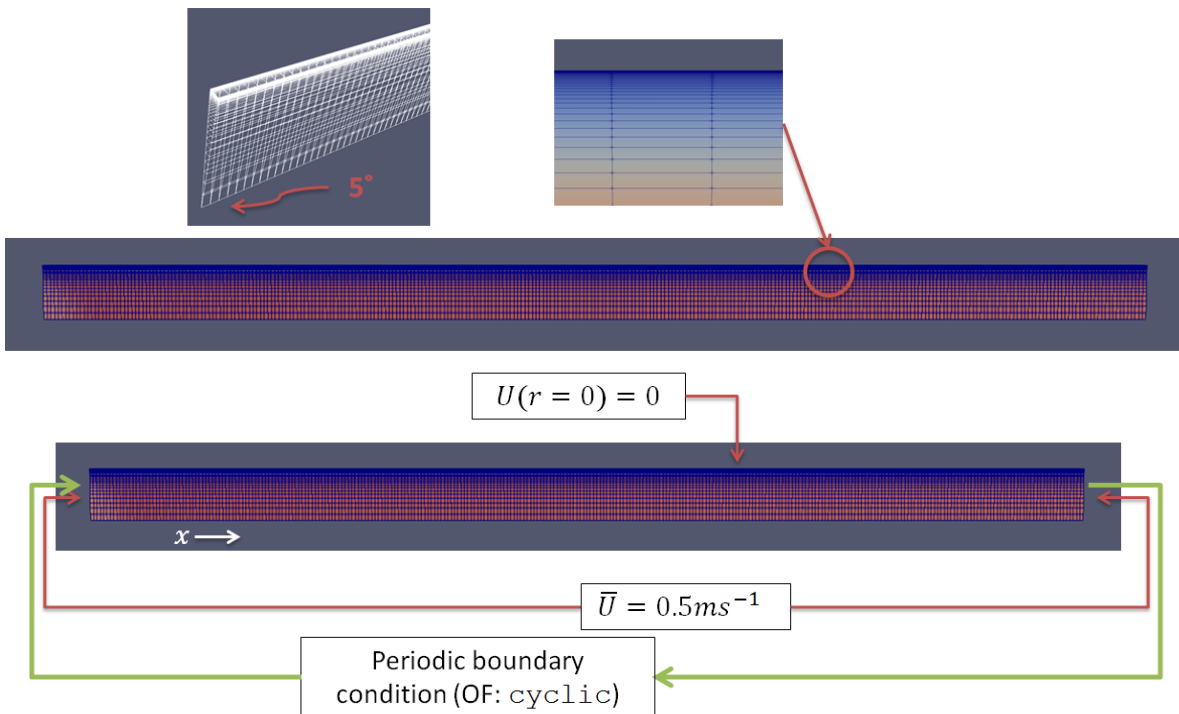 5°
U(r = 0) = 0
x
U̅ = 0.5ms⁻¹
Periodic boundary
condition (OF: cyclic)